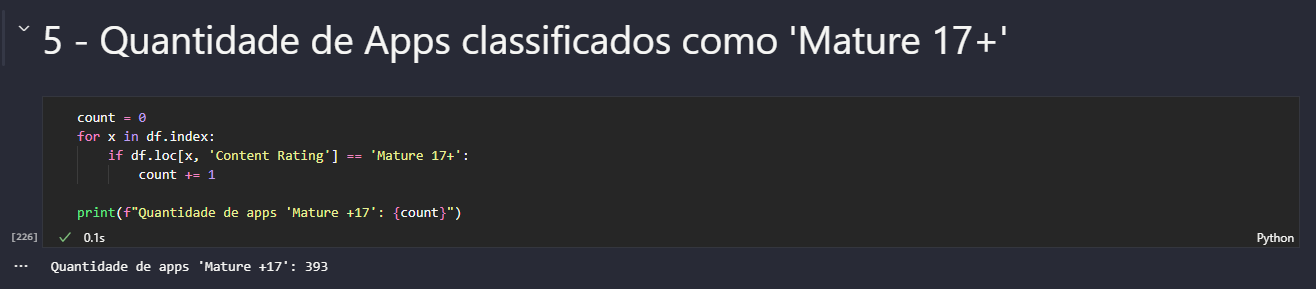 5 - Quantidade de Apps classificados como 'Mature 17+'
count = 0
for x in df.index:
    if df.loc[x, 'Content Rating'] == 'Mature 17+':
        count += 1
print(f"Quantidade de apps 'Mature +17': {count}")
[226] 0.1s Python
... Quantidade de apps 'Mature +17': 393